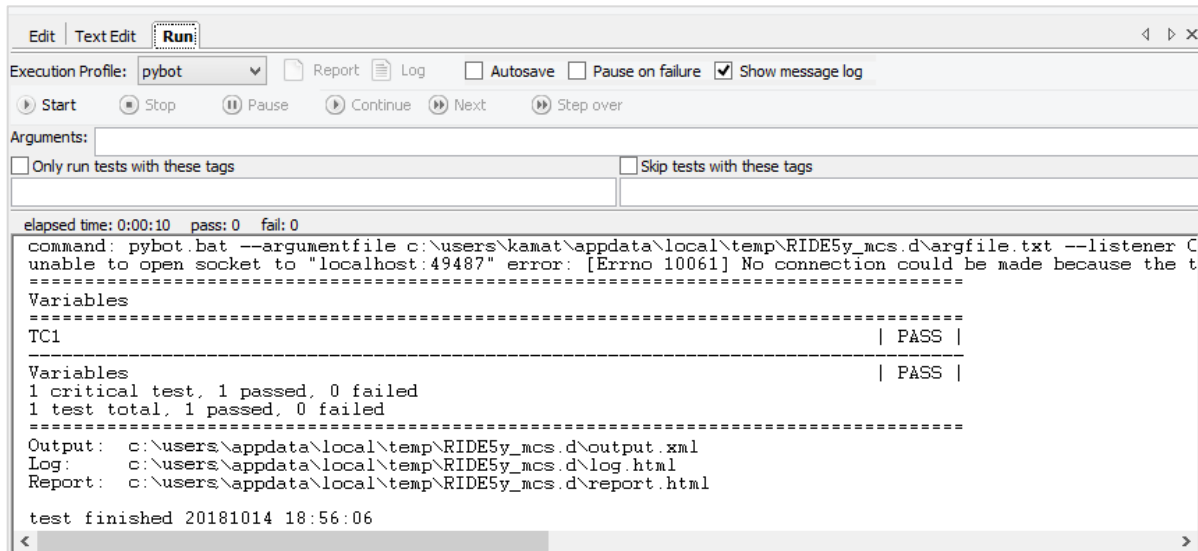 Edit Text Edit Run
Execution Profile: pybot Report Log Autosave Pause on failure Show message log
Start Stop Pause Continue Next Step over
Arguments:
Only run tests with these tags Skip tests with these tags
elapsed time: 0:00:10 pass: 0 fail: 0
command: pybot.bat --argumentfile c:\users\kamat\appdata\local\temp\RIDE5y_mcs.d\argfile.txt --listener C
unable to open socket to "localhost:49487" error: [Errno 10061] No connection could be made because the t
==============================================================================
Variables
==============================================================================
TC1 | PASS |
------------------------------------------------------------------------------
Variables | PASS |
1 critical test, 1 passed, 0 failed
1 test total, 1 passed, 0 failed
==============================================================================
Output: c:\users\appdata\local\temp\RIDE5y_mcs.d\output.xml
Log: c:\users\appdata\local\temp\RIDE5y_mcs.d\log.html
Report: c:\users\appdata\local\temp\RIDE5y_mcs.d\report.html
test finished 20181014 18:56:06